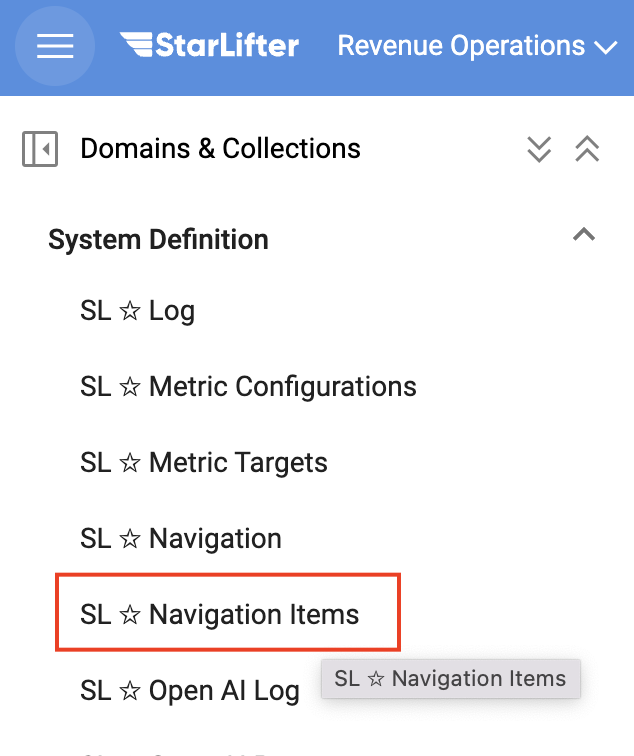 StarLifter Revenue Operations
Domains & Collections
System Definition
SL ☆ Log
SL ☆ Metric Configurations
SL ☆ Metric Targets
SL ☆ Navigation
SL ☆ Navigation Items
SL ☆ Open AI Log
SL ☆ Navigation Items